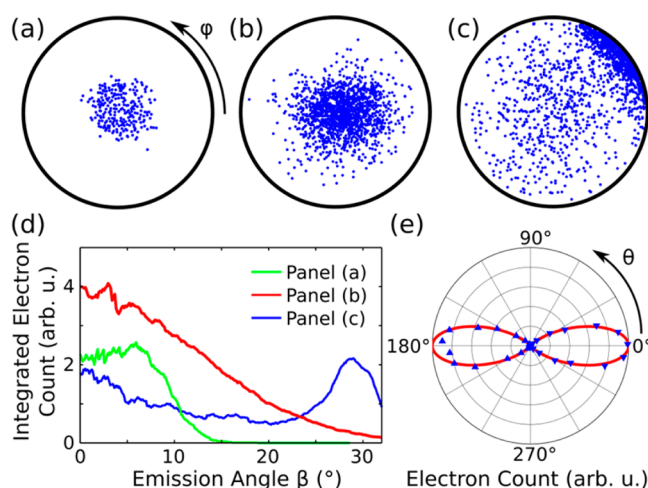 (a)
φ
(b)
(c)
(d)
Integrated Electron
Count (arb. u.)
4
2
0
0
10
20
30
Emission Angle β (°)
Panel (a)
Panel (b)
Panel (c)
(e)
90°
θ
180°
0°
270°
Electron Count (arb. u.)